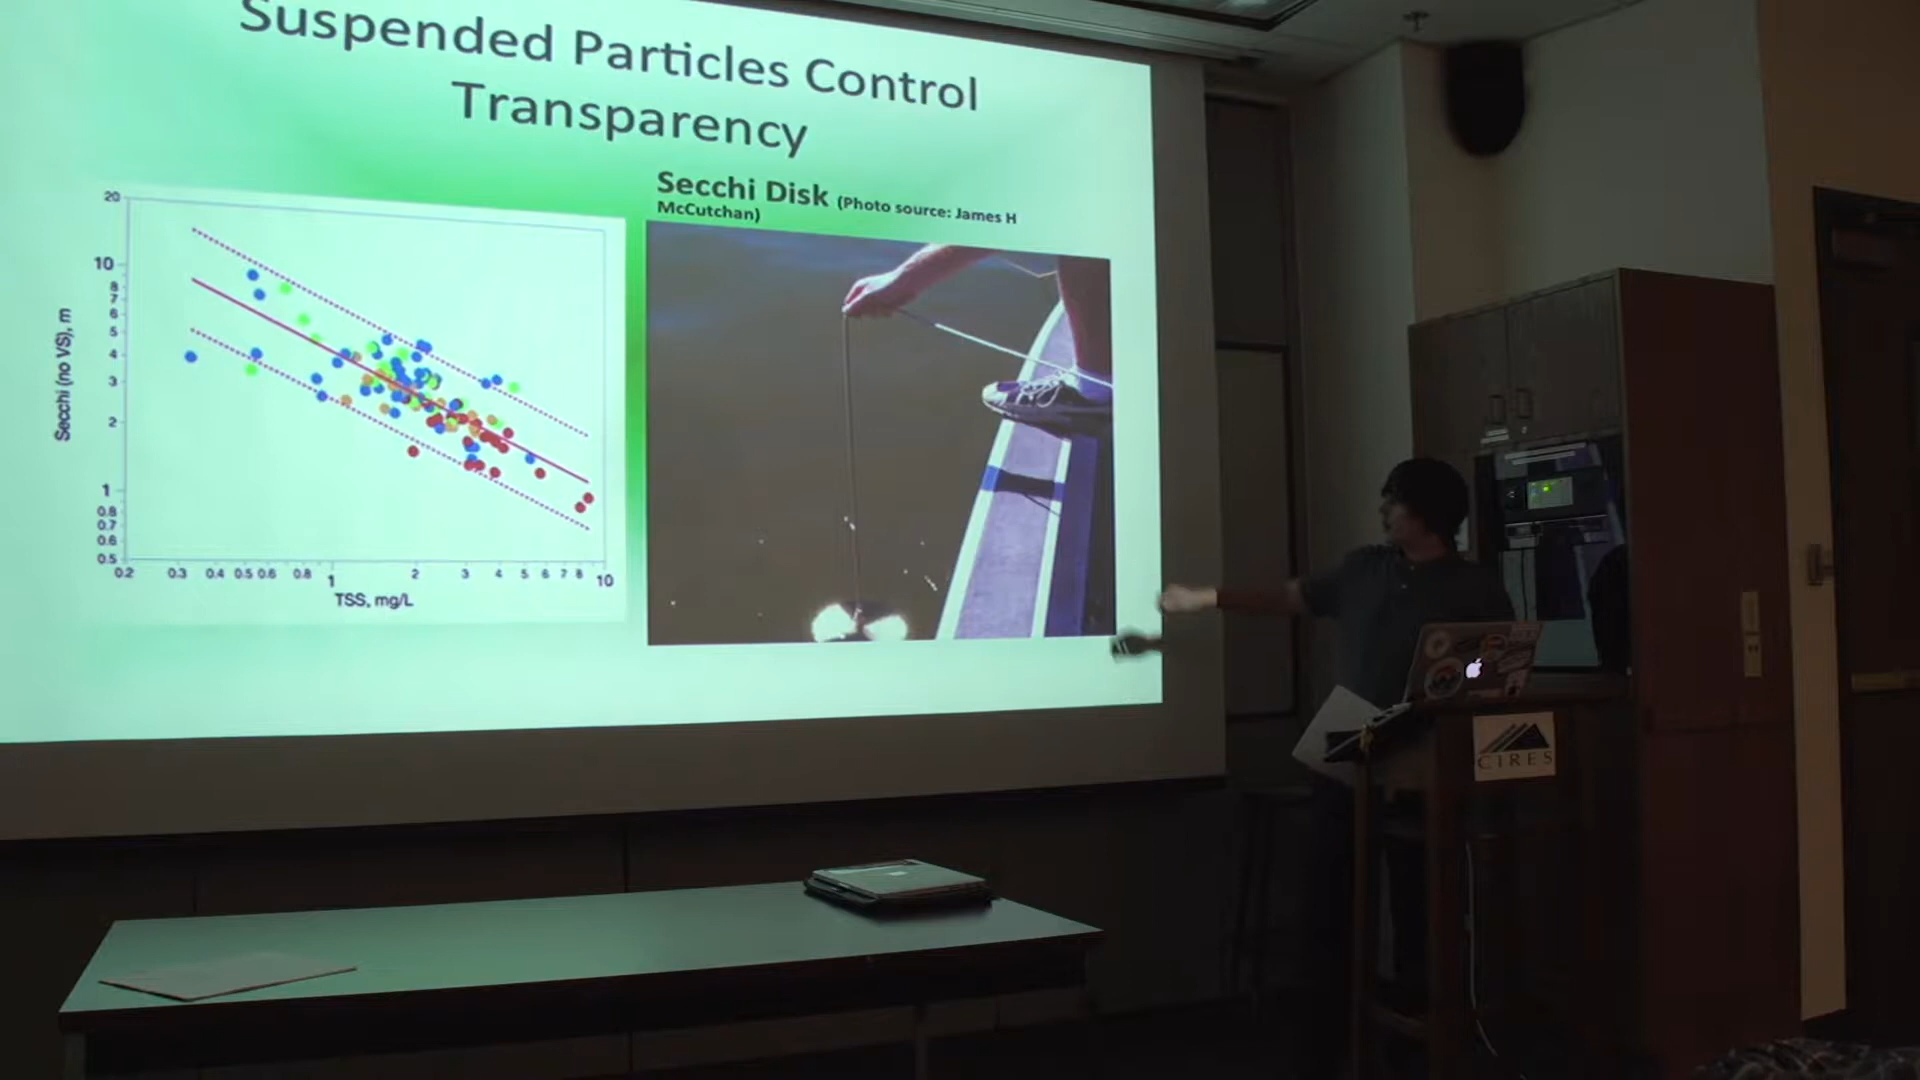 Suspended Particles Control
Transparency
Secchi Disk (Photo source: James H
McCutchan)
20
10
8
7
6
5
4
3
2
1
0.8
0.7
0.6
0.5
Secchi (no VS), m
0.2 0.3 0.4 0.5 0.6 0.8 1 2 3 4 5 6 7 8 10
TSS, mg/L
CIRES